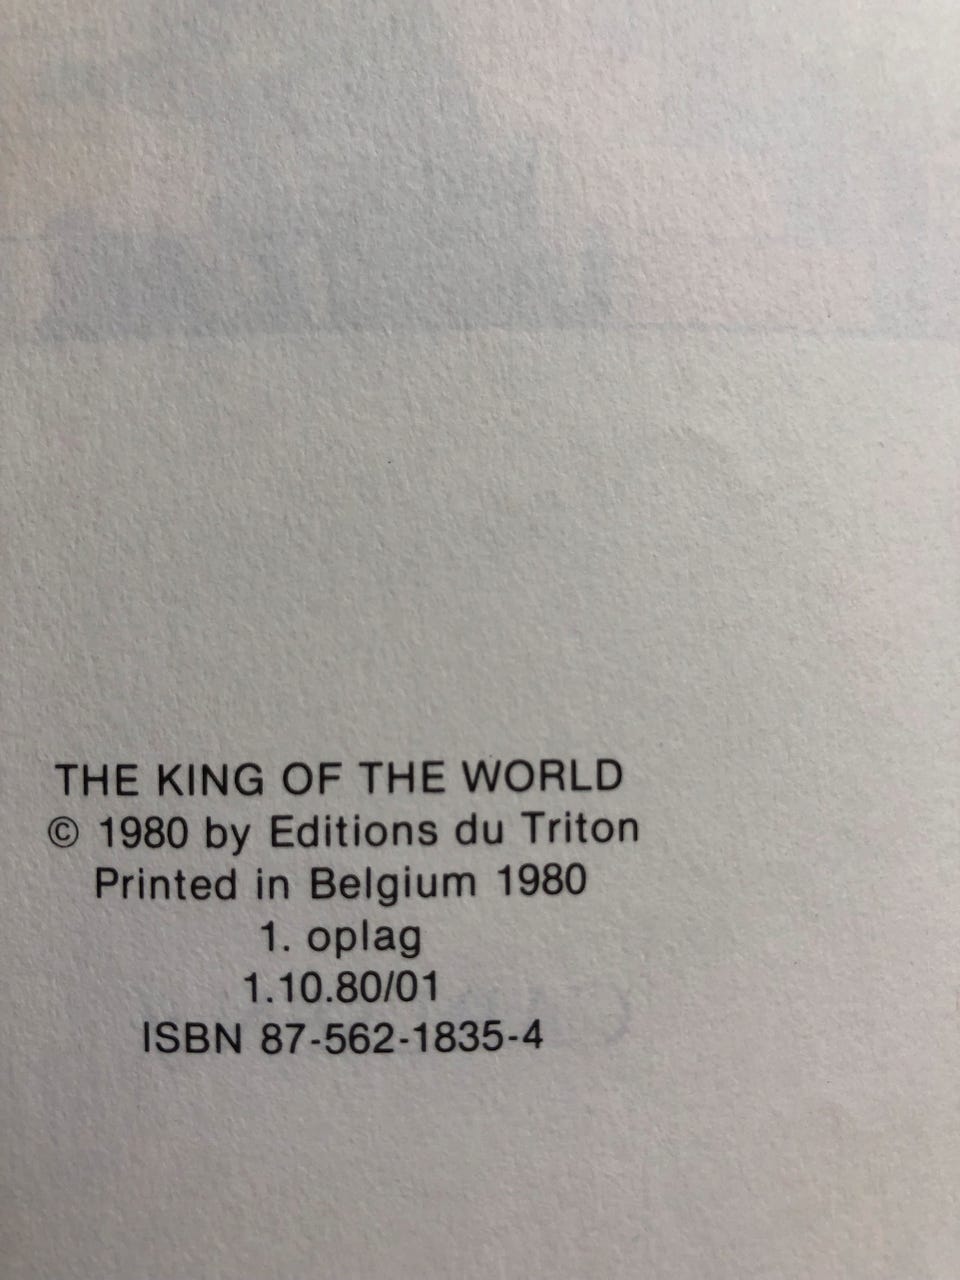 THE KING OF THE WORLD
© 1980 by Editions du Triton
Printed in Belgium 1980
1. oplag
1.10.80/01
ISBN 87-562-1835-4